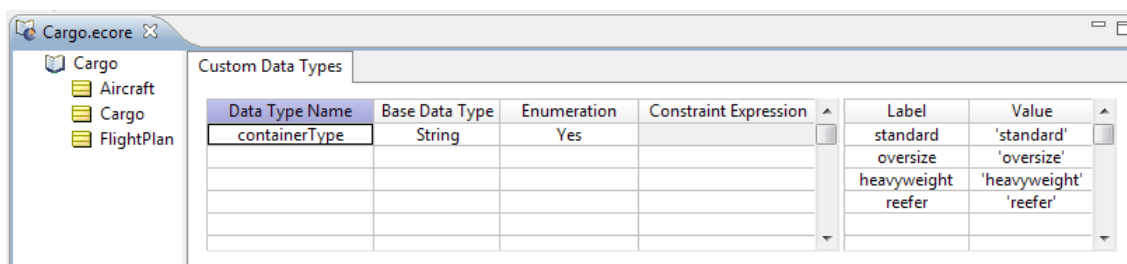 Cargo.ecore
Cargo
Custom Data Types
Aircraft
Cargo
FlightPlan
Data Type Name Base Data Type Enumeration Constraint Expression Label Value
containerType String Yes standard 'standard'
oversize 'oversize'
heavyweight 'heavyweight'
reefer 'reefer'